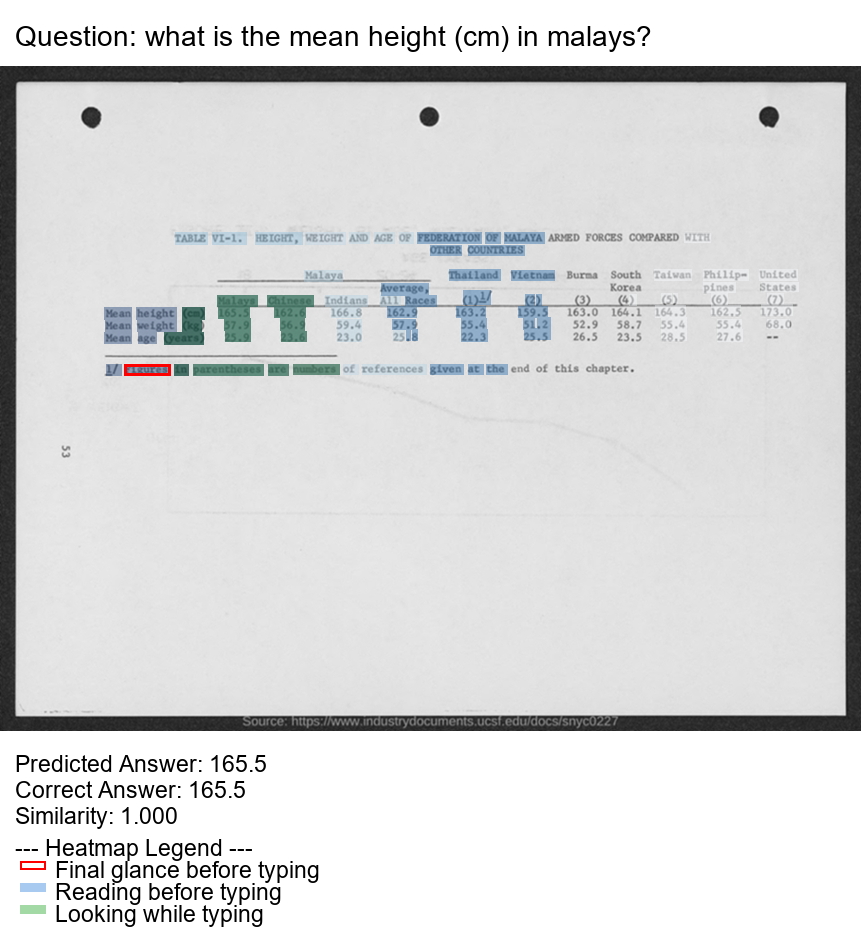 Question: what is the mean height (cm) in malays?
TABLE VI-1. HEIGHT, WEIGHT AND AGE OF FEDERATION OF MALAYA ARMED FORCES COMPARED WITH
OTHER COUNTRIES
Malaya Thailand Vietnam Burma South Taiwan Philip- United
Average, Korea pines States
Malays Chinese Indians All Races (1)1/ (2) (3) (4) (5) (6) (7)
Mean height (cm) 165.5 162.6 166.8 162.9 163.2 159.5 163.0 164.1 164.3 162.5 173.0
Mean weight (kg) 57.9 56.9 59.4 57.9 55.4 51.2 52.9 58.7 55.4 55.4 68.0
Mean age (years) 25.9 23.6 23.0 25.8 22.3 25.5 26.5 23.5 28.5 27.6 --
1/ in parentheses are numbers of references given at the end of this chapter.
53
Source: https://www.industrydocuments.ucsf.edu/docs/snyc0227
Predicted Answer: 165.5
Correct Answer: 165.5
Similarity: 1.000
--- Heatmap Legend ---
Final glance before typing
Reading before typing
Looking while typing